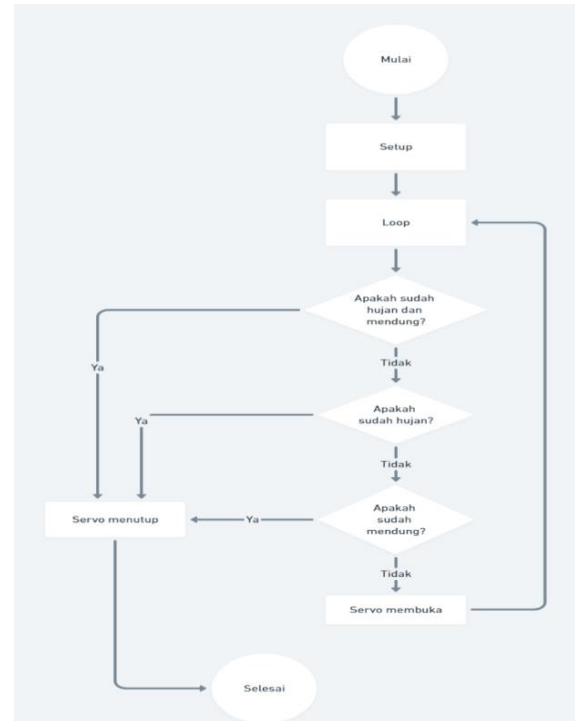 Mulai
Setup
Loop
Apakah sudah
hujan dan
mendung?
Tidak
Ya
Apakah
sudah hujan?
Ya
Tidak
Apakah
sudah
mendung?
Ya
Servo menutup
Tidak
Servo membuka
Selesai